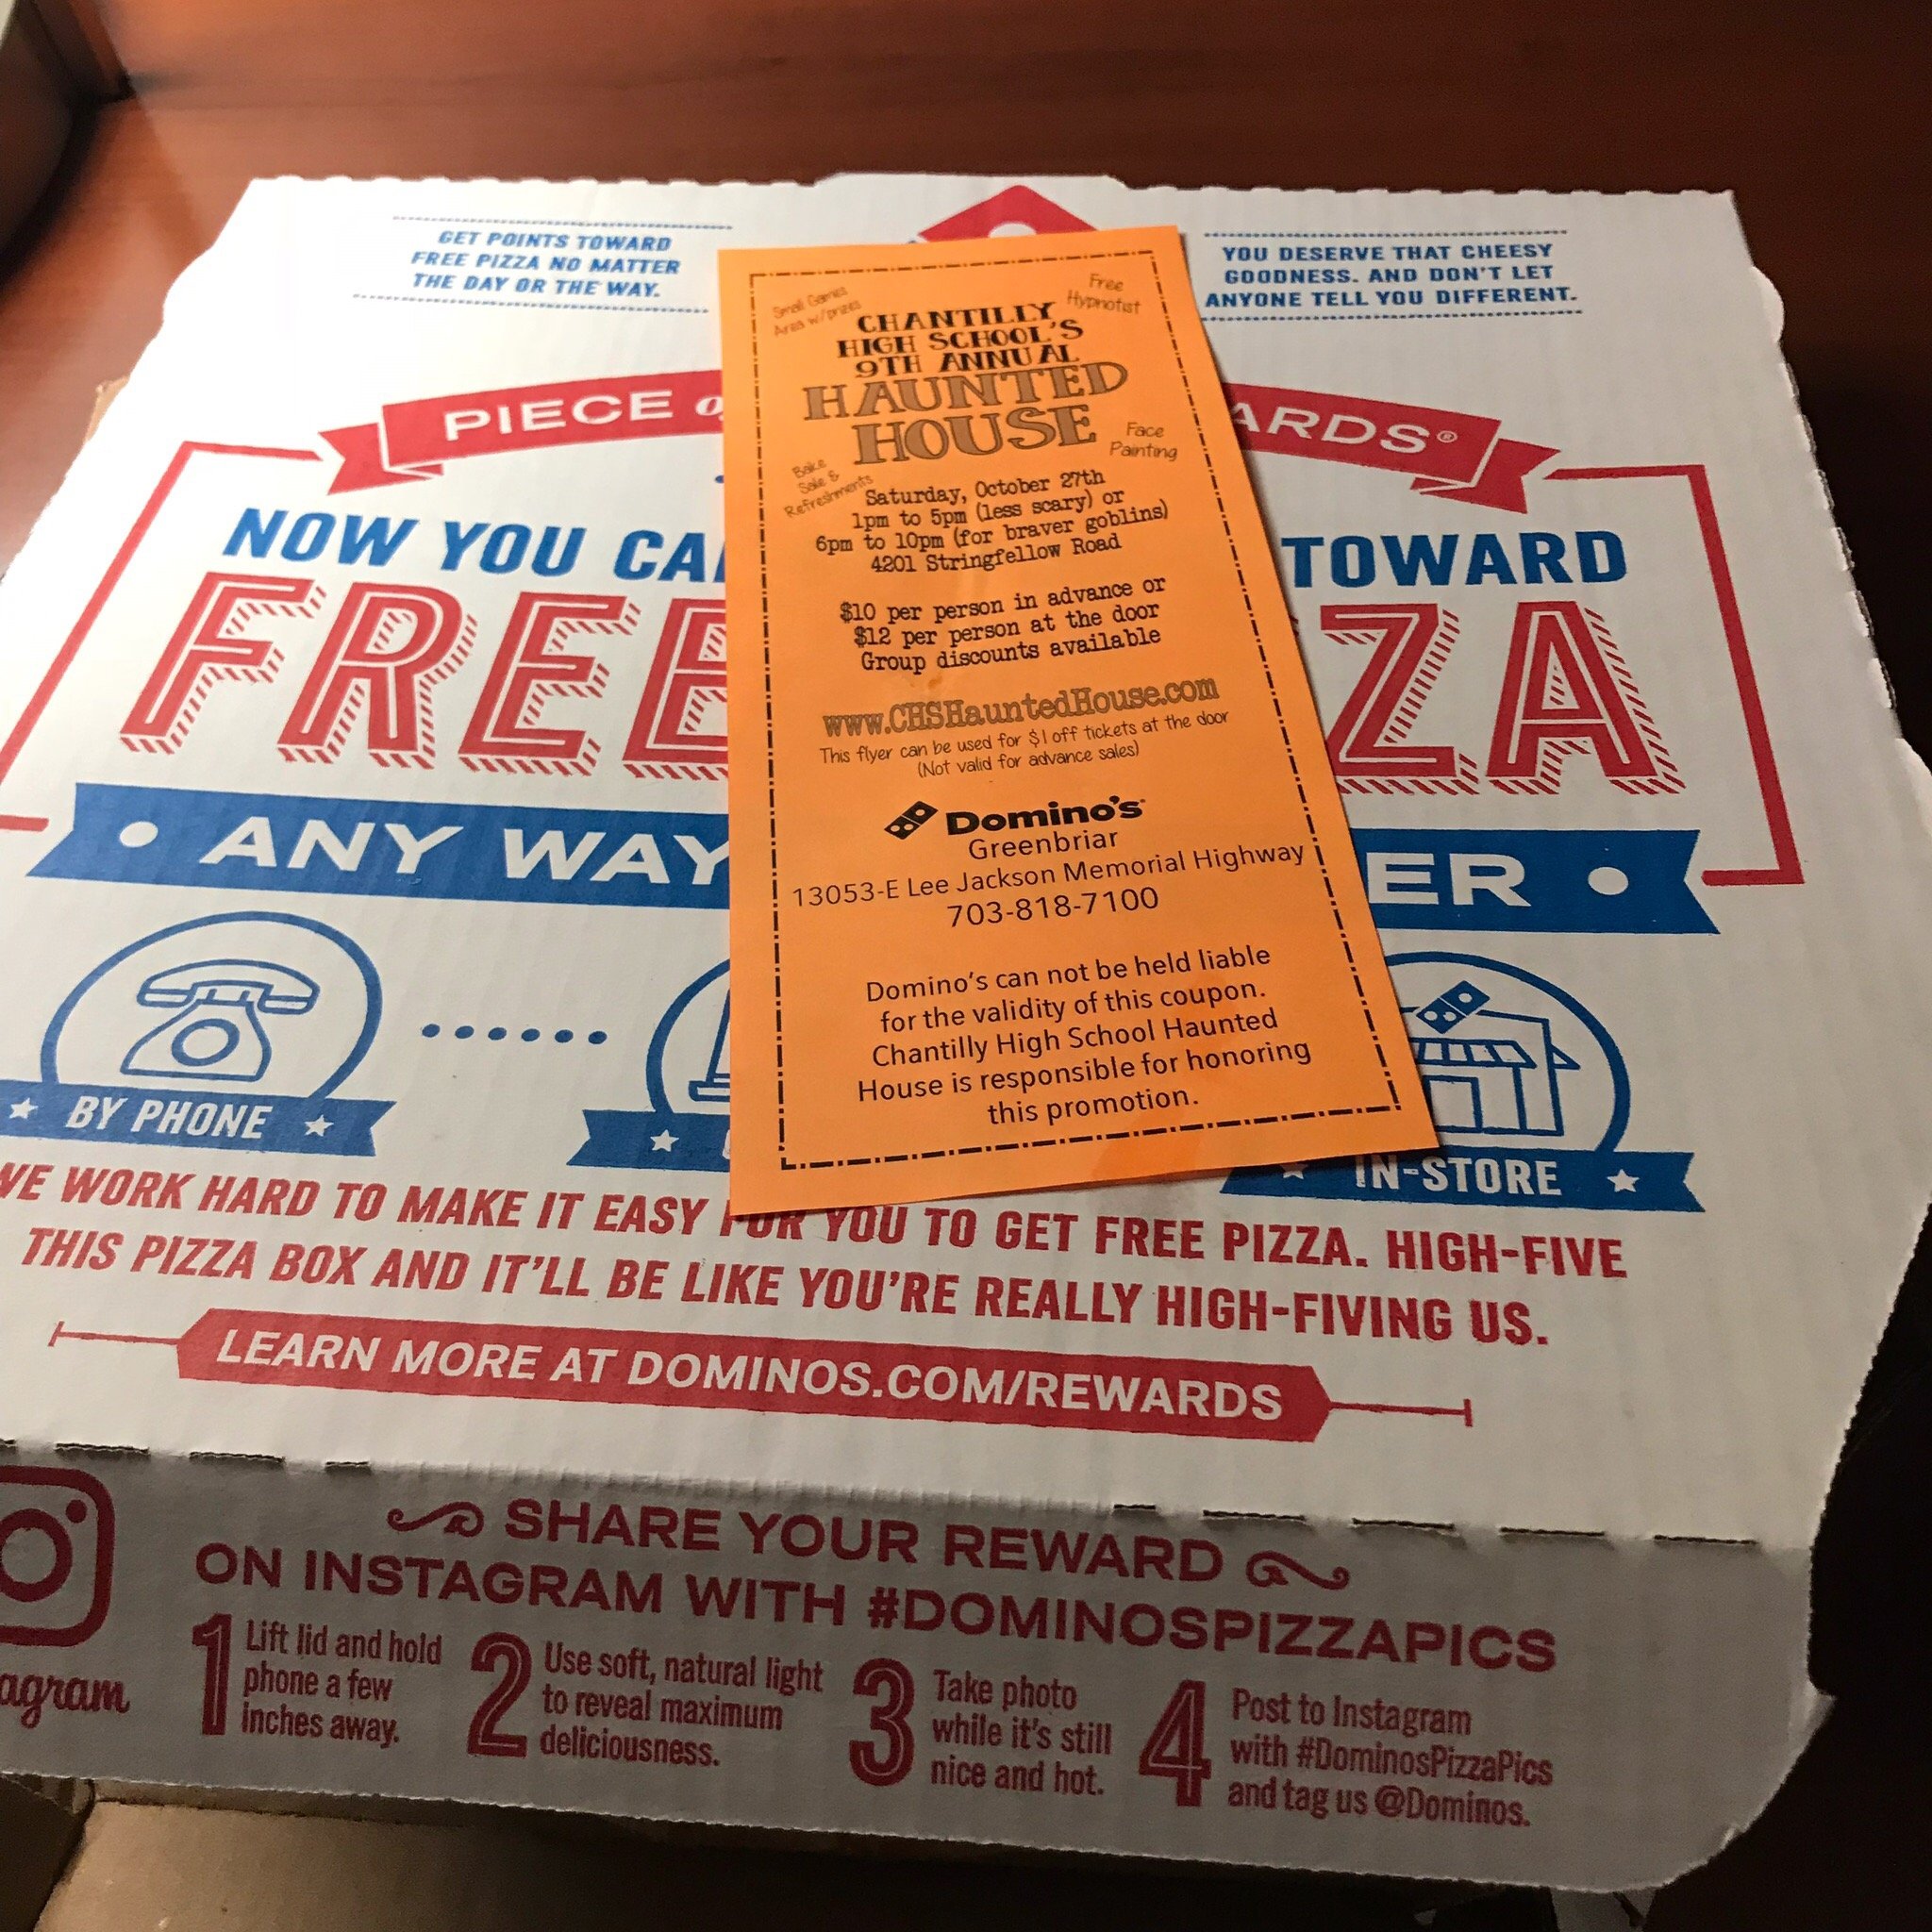 GET POINTS TOWARD
FREE PIZZA NO MATTER
THE DAY OR THE WAY.
YOU DESERVE THAT CHEESY
GOODNESS. AND DON'T LET
ANYONE TELL YOU DIFFERENT.
PIECE
ARDS®
NOW YOU CA
TOWARD
FREE
ZA
ANY WAY
ER
BY PHONE
IN-STORE
WE WORK HARD TO MAKE IT EASY FOR YOU TO GET FREE PIZZA. HIGH-FIVE
THIS PIZZA BOX AND IT'LL BE LIKE YOU'RE REALLY HIGH-FIVING US.
LEARN MORE AT DOMINOS.COM/REWARDS
Small Games
Area w/prizes
Free
Hypnotist
CHANTILLY
HIGH SCHOOL'S
9TH ANNUAL
HAUNTED
HOUSE
Face
Painting
Bake
Sale &
Refreshments
Saturday, October 27th
1pm to 5pm (less scary) or
6pm to 10pm (for braver goblins)
4201 Stringfellow Road
$10 per person in advance or
$12 per person at the door
Group discounts available
www.CHSHauntedHouse.com
This flyer can be used for $1 off tickets at the door
(Not valid for advance sales)
Domino's
Greenbriar
13053-E Lee Jackson Memorial Highway
703-818-7100
Domino's can not be held liable
for the validity of this coupon.
Chantilly High School Haunted
House is responsible for honoring
this promotion.
agram
SHARE YOUR REWARD
ON INSTAGRAM WITH #DOMINOSPIZZAPICS
1 Lift lid and hold
phone a few
inches away.
2 Use soft, natural light
to reveal maximum
deliciousness.
3 Take photo
while it's still
nice and hot.
4 Post to Instagram
with #DominosPizzaPics
and tag us @Dominos.